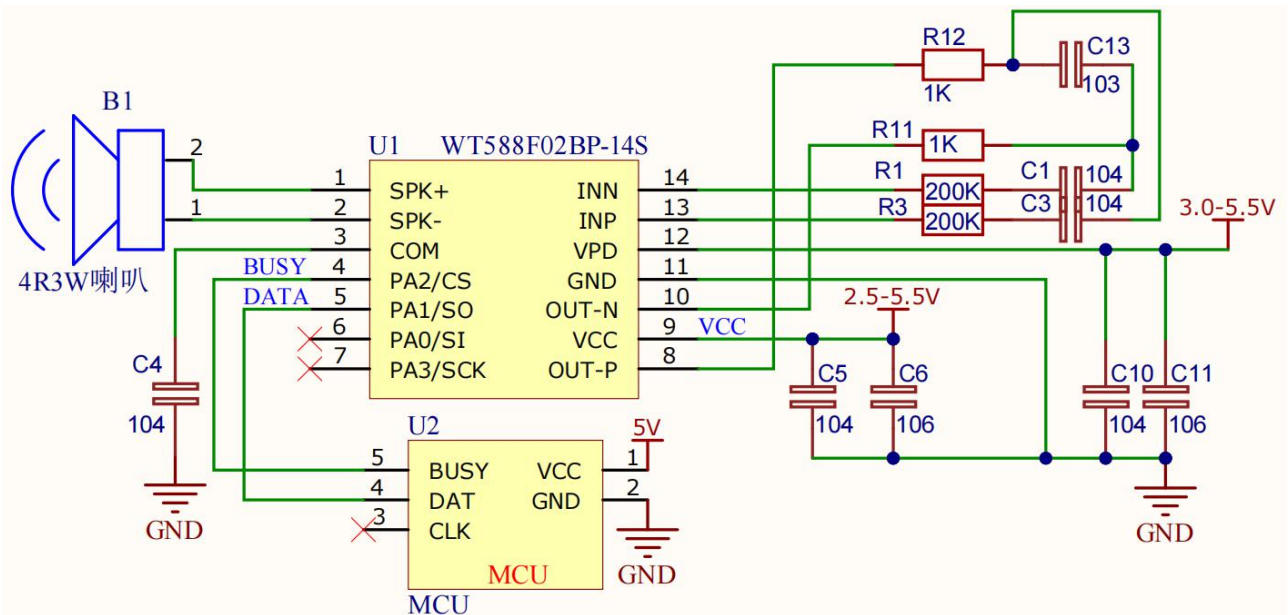 R12
C13
1K
103
B1
U1 WT588F02BP-14S
R11
1K
2
1
1 SPK+ INN 14
2 SPK- INP 13
3 COM VPD 12
4 PA2/CS GND 11
5 PA1/SO OUT-N 10
6 PA0/SI VCC 9
7 PA3/SCK OUT-P 8
R1 200K C1 104
R3 200K C3 104
3.0-5.5V
4R3W喇叭
BUSY
DATA
2.5-5.5V
VCC
C4
104
GND
C5
104
C6
106
C10
104
C11
106
GND
U2
5V
5 BUSY VCC 1
4 DAT GND 2
3 CLK
MCU
GND
MCU